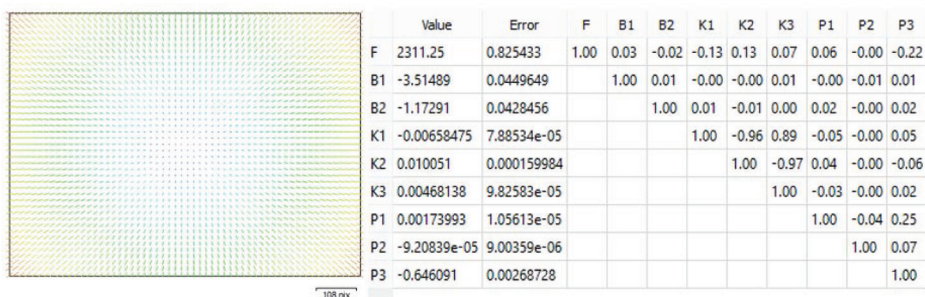 Value Error F B1 B2 K1 K2 K3 P1 P2 P3
F 2311.25 0.825433 1.00 0.03 -0.02 -0.13 0.13 0.07 0.06 -0.00 -0.22
B1 -3.51489 0.0449649 1.00 0.01 -0.00 -0.00 0.01 -0.00 -0.01 0.01
B2 -1.17291 0.0428456 1.00 0.01 -0.01 0.00 0.02 -0.00 0.02
K1 -0.00658475 7.88534e-05 1.00 -0.96 0.89 -0.05 -0.00 0.05
K2 0.010051 0.000159984 1.00 -0.97 0.04 -0.00 -0.06
K3 0.00468138 9.82583e-05 1.00 -0.03 -0.00 0.02
P1 0.00173993 1.05613e-05 1.00 -0.04 0.25
P2 -9.20839e-05 9.00359e-06 1.00 0.07
P3 -0.646091 0.00268728 1.00
108 pix